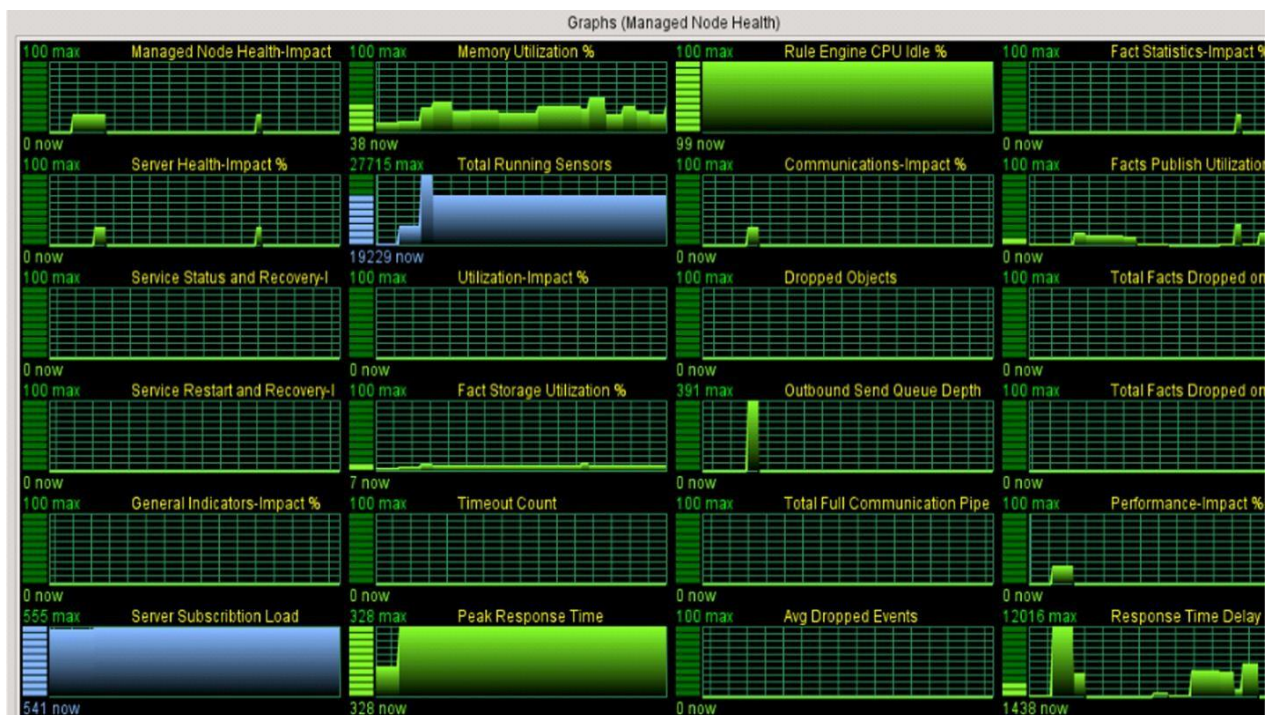 Graphs (Managed Node Health)
100 max Managed Node Health-Impact 100 max Memory Utilization % 100 max Rule Engine CPU Idle % 100 max Fact Statistics-Impact %
0 now 38 now 99 now 0 now
100 max Server Health-Impact % 27715 max Total Running Sensors 100 max Communications-Impact % 100 max Facts Publish Utilization
0 now 19229 now 0 now 0 now
100 max Service Status and Recovery-I 100 max Utilization-Impact % 100 max Dropped Objects 100 max Total Facts Dropped on
0 now 0 now 0 now 0 now
100 max Service Restart and Recovery-I 100 max Fact Storage Utilization % 391 max Outbound Send Queue Depth 100 max Total Facts Dropped on
0 now 7 now 0 now 0 now
100 max General Indicators-Impact % 100 max Timeout Count 100 max Total Full Communication Pipe 100 max Performance-Impact %
0 now 0 now 0 now 0 now
555 max Server Subscribtion Load 328 max Peak Response Time 100 max Avg Dropped Events 12016 max Response Time Delay
541 now 328 now 0 now 1438 now